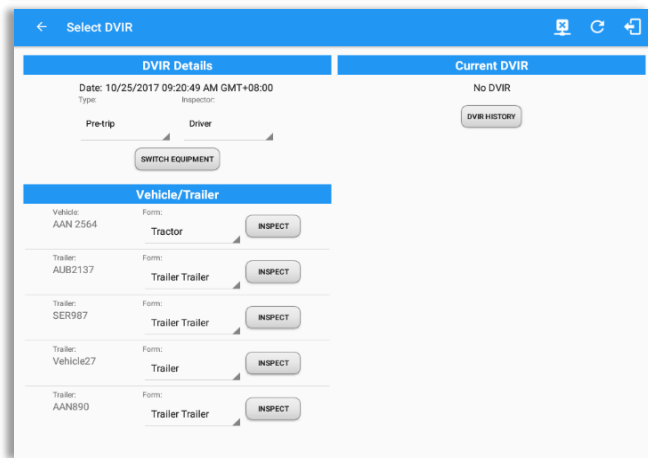 Select DVIR
DVIR Details
Date: 10/25/2017 09:20:49 AM GMT+08:00
Type: Inspector:
Pre-trip Driver
SWITCH EQUIPMENT
Vehicle/Trailer
Vehicle: Form:
AAN 2564 Tractor INSPECT
Trailer: Form:
AUB2137 Trailer Trailer INSPECT
Trailer: Form:
SER987 Trailer Trailer INSPECT
Trailer: Form:
Vehicle27 Trailer INSPECT
Trailer: Form:
AAN890 Trailer Trailer INSPECT
Current DVIR
No DVIR
DVIR HISTORY